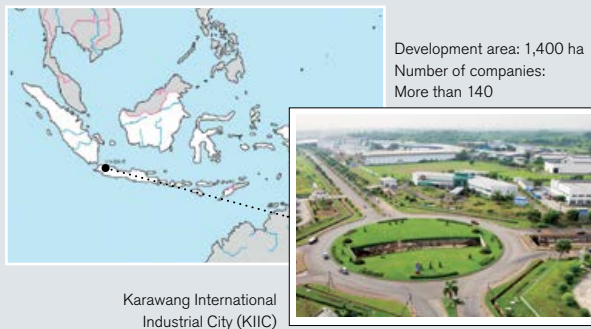 Development area: 1,400 ha
Number of companies:
More than 140
Karawang International
Industrial City (KIIC)